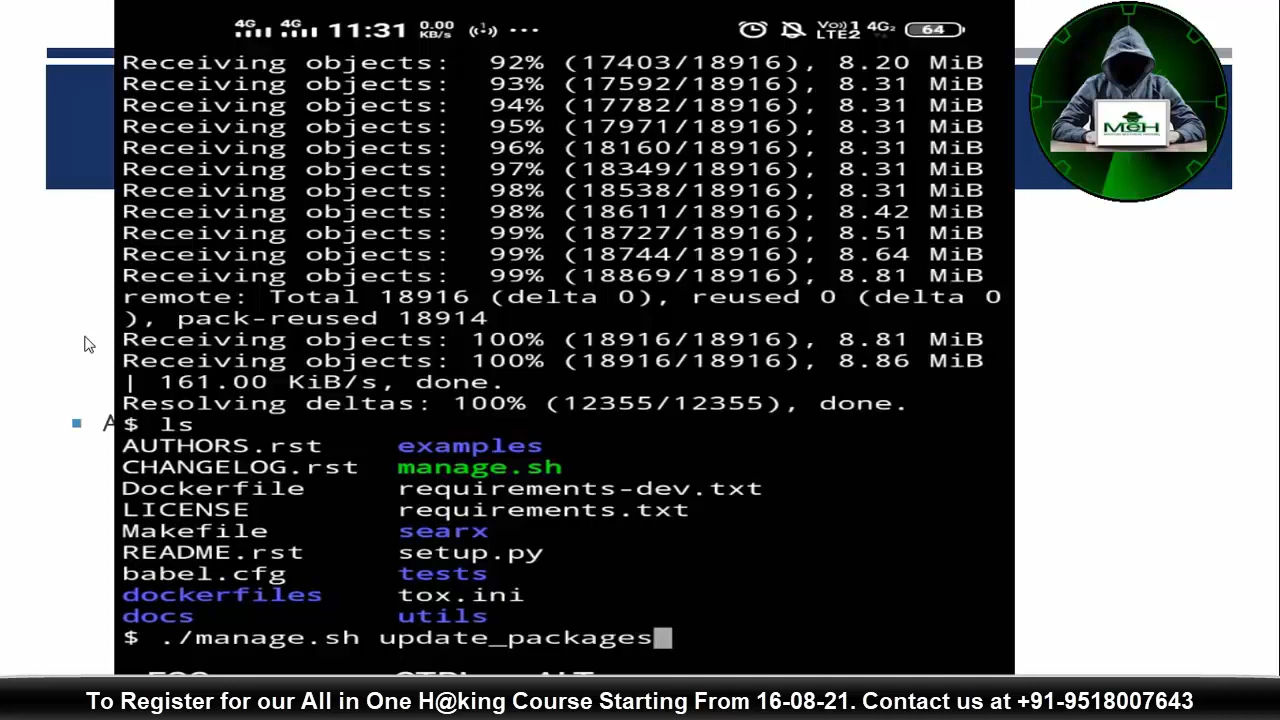 4G 4G 11:31 0.00 KB/s ... Vo) 1 LTE2 4G2 64
Receiving objects:  92% (17403/18916), 8.20 MiB
Receiving objects:  93% (17592/18916), 8.31 MiB
Receiving objects:  94% (17782/18916), 8.31 MiB
Receiving objects:  95% (17971/18916), 8.31 MiB
Receiving objects:  96% (18160/18916), 8.31 MiB
Receiving objects:  97% (18349/18916), 8.31 MiB
Receiving objects:  98% (18538/18916), 8.31 MiB
Receiving objects:  98% (18611/18916), 8.42 MiB
Receiving objects:  99% (18727/18916), 8.51 MiB
Receiving objects:  99% (18744/18916), 8.64 MiB
Receiving objects:  99% (18869/18916), 8.81 MiB
remote: Total 18916 (delta 0), reused 0 (delta 0
), pack-reused 18914
Receiving objects: 100% (18916/18916), 8.81 MiB
Receiving objects: 100% (18916/18916), 8.86 MiB
| 161.00 KiB/s, done.
Resolving deltas: 100% (12355/12355), done.
$ ls
AUTHORS.rst examples
CHANGELOG.rst manage.sh
Dockerfile requirements-dev.txt
LICENSE requirements.txt
Makefile searx
README.rst setup.py
babel.cfg tests
dockerfiles tox.ini
docs utils
$ ./manage.sh update_packages
MGH
To Register for our All in One H@king Course Starting From 16-08-21. Contact us at +91-9518007643